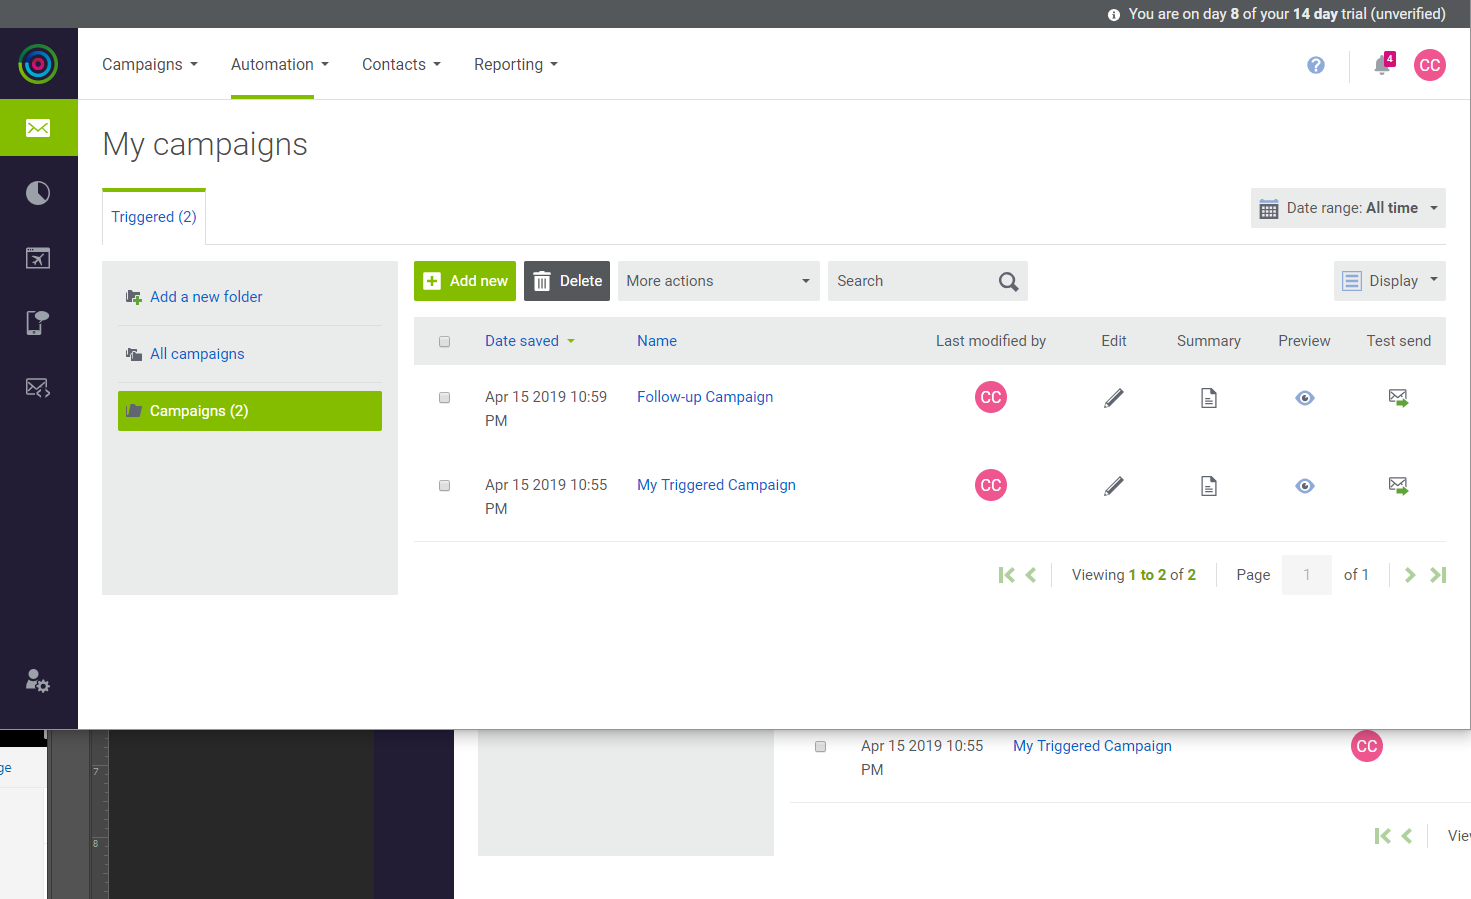 You are on day 8 of your 14 day trial (unverified)
Campaigns Automation Contacts Reporting
? 4 CC
My campaigns
Triggered (2)
Date range: All time
Add a new folder
All campaigns
Campaigns (2)
Add new Delete More actions Search Display
Date saved Name Last modified by Edit Summary Preview Test send
Apr 15 2019 10:59 Follow-up Campaign CC
PM
Apr 15 2019 10:55 My Triggered Campaign CC
PM
Viewing 1 to 2 of 2 Page 1 of 1
Apr 15 2019 10:55 My Triggered Campaign CC
PM
ge
7
8